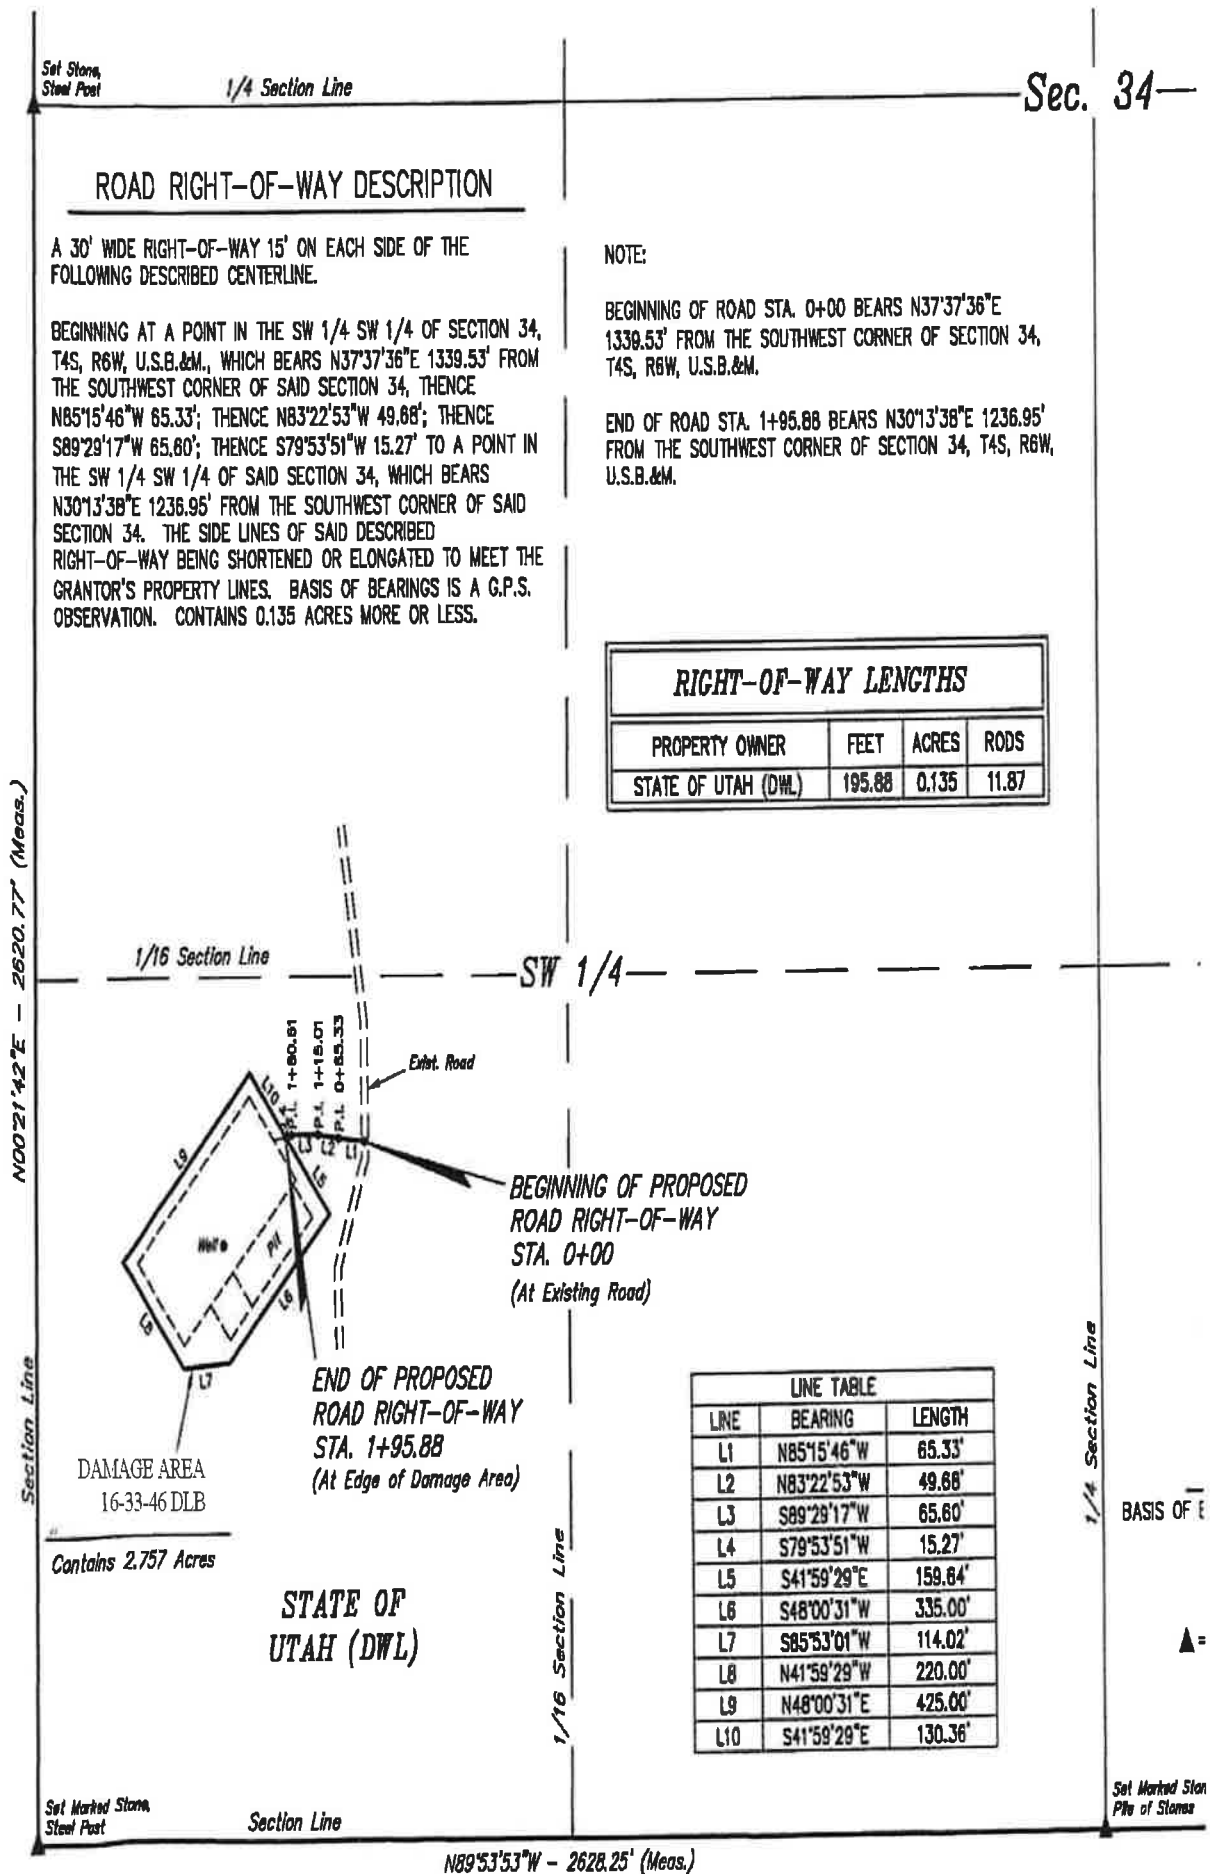 Set Stone,
Steel Post
1/4 Section Line
Sec. 34
ROAD RIGHT-OF-WAY DESCRIPTION
A 30' WIDE RIGHT-OF-WAY 15' ON EACH SIDE OF THE
FOLLOWING DESCRIBED CENTERLINE.
BEGINNING AT A POINT IN THE SW 1/4 SW 1/4 OF SECTION 34,
T4S, R6W, U.S.B.&M., WHICH BEARS N37°37'36"E 1339.53' FROM
THE SOUTHWEST CORNER OF SAID SECTION 34, THENCE
N85°15'46"W 65.33'; THENCE N83°22'53"W 49.68'; THENCE
S89°29'17"W 65.60'; THENCE S79°53'51"W 15.27' TO A POINT IN
THE SW 1/4 SW 1/4 OF SAID SECTION 34, WHICH BEARS
N30°13'38"E 1236.95' FROM THE SOUTHWEST CORNER OF SAID
SECTION 34. THE SIDE LINES OF SAID DESCRIBED
RIGHT-OF-WAY BEING SHORTENED OR ELONGATED TO MEET THE
GRANTOR'S PROPERTY LINES. BASIS OF BEARINGS IS A G.P.S.
OBSERVATION. CONTAINS 0.135 ACRES MORE OR LESS.
NOTE:
BEGINNING OF ROAD STA. 0+00 BEARS N37°37'36"E
1339.53' FROM THE SOUTHWEST CORNER OF SECTION 34,
T4S, R6W, U.S.B.&M.
END OF ROAD STA. 1+95.88 BEARS N30°13'38"E 1236.95'
FROM THE SOUTHWEST CORNER OF SECTION 34, T4S, R6W,
U.S.B.&M.
RIGHT-OF-WAY LENGTHS
PROPERTY OWNER FEET ACRES RODS
STATE OF UTAH (DWL) 195.88 0.135 11.87
N00°21'42"E - 2620.77' (Meas.)
1/16 Section Line
SW 1/4
P.I. 1+80.61
P.I. 1+15.01
P.I. 0+65.33
Exist. Road
L10
L4
L3
L2
L1
L9
L5
Well
Pit
L6
L8
L7
BEGINNING OF PROPOSED
ROAD RIGHT-OF-WAY
STA. 0+00
(At Existing Road)
END OF PROPOSED
ROAD RIGHT-OF-WAY
STA. 1+95.88
(At Edge of Damage Area)
Section Line
DAMAGE AREA
16-33-46 DLB
Contains 2.757 Acres
STATE OF
UTAH (DWL)
1/16 Section Line
LINE TABLE
LINE BEARING LENGTH
L1 N85°15'46"W 65.33'
L2 N83°22'53"W 49.68'
L3 S89°29'17"W 65.60'
L4 S79°53'51"W 15.27'
L5 S41°59'29"E 159.64'
L6 S48°00'31"W 335.00'
L7 S85°53'01"W 114.02'
L8 N41°59'29"W 220.00'
L9 N48°00'31"E 425.00'
L10 S41°59'29"E 130.36'
1/4 Section Line
BASIS OF
▲ =
Set Marked Stone,
Steel Post
Section Line
Set Marked Ston
Pile of Stones
N89°53'53"W - 2628.25' (Meas.)